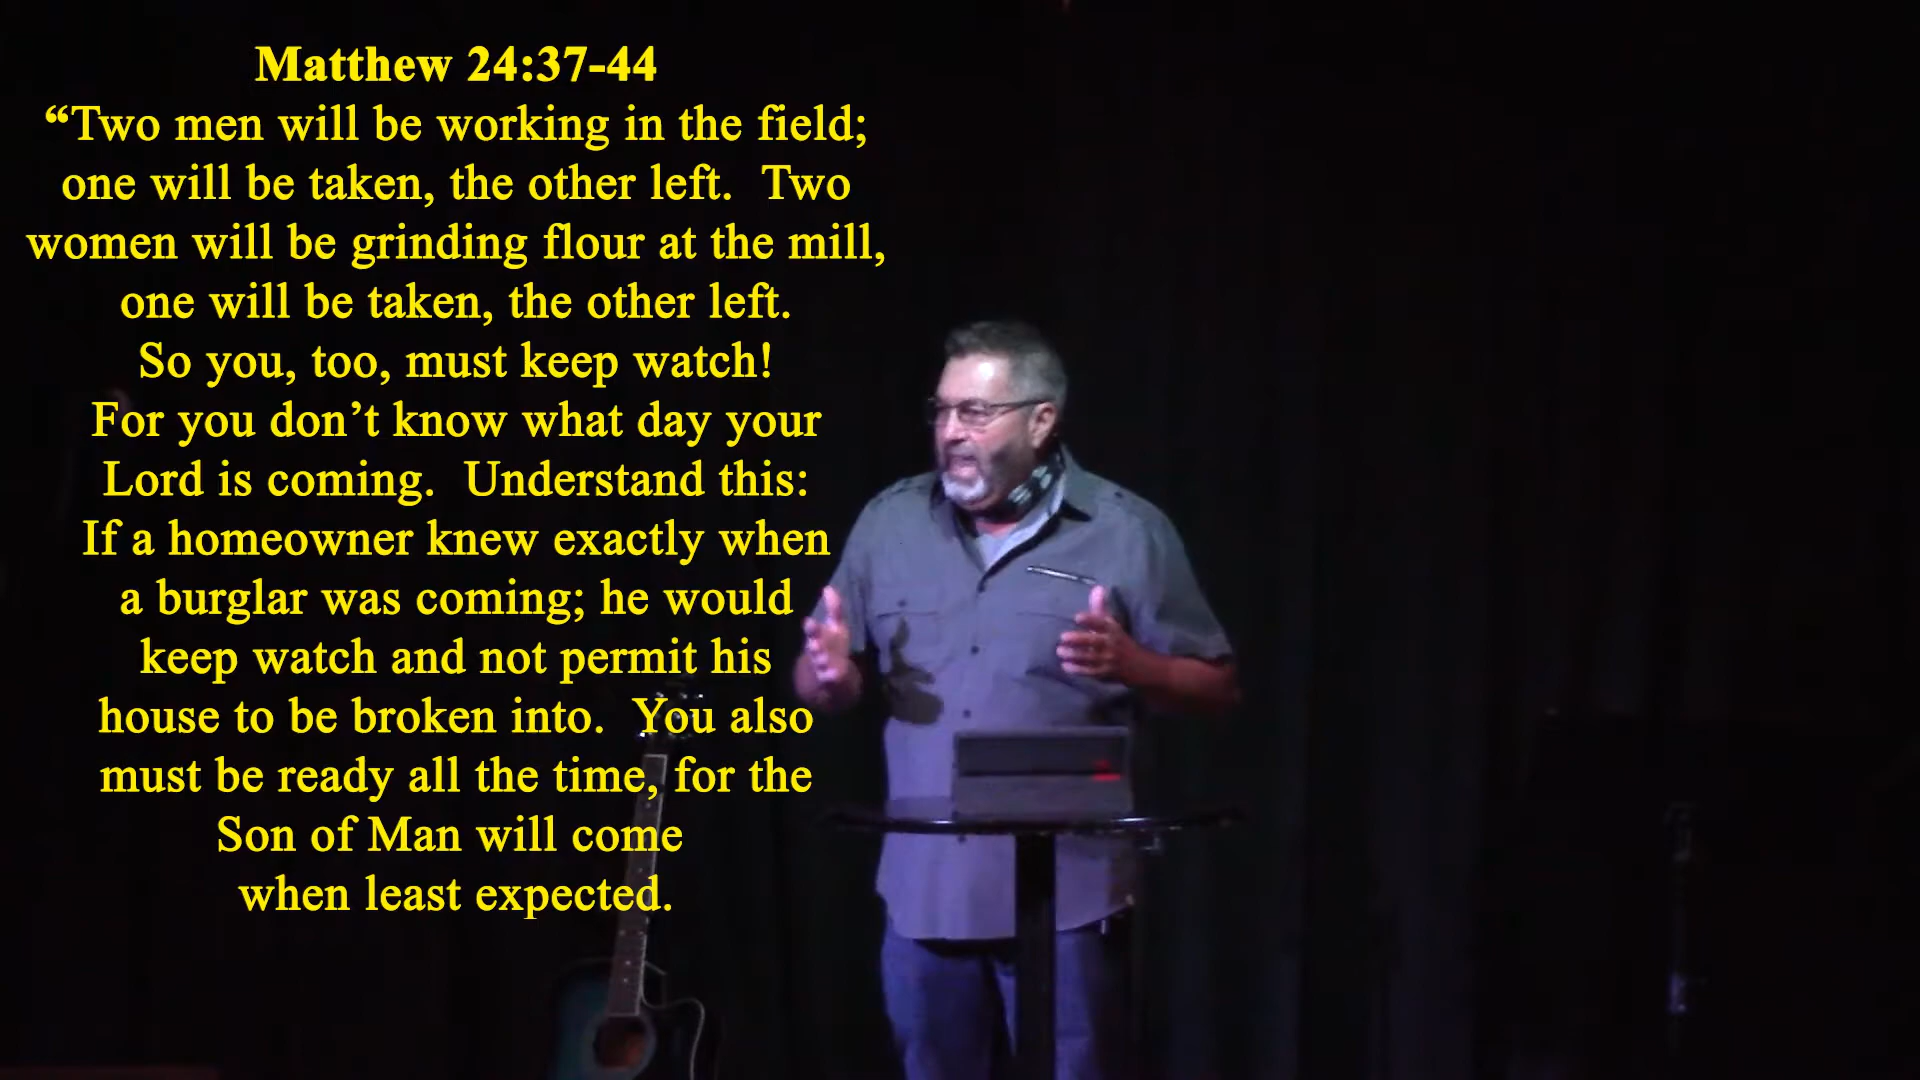 Matthew 24:37-44
“Two men will be working in the field;
one will be taken, the other left.  Two
women will be grinding flour at the mill,
one will be taken, the other left.
So you, too, must keep watch!
For you don’t know what day your
Lord is coming.  Understand this:
If a homeowner knew exactly when
a burglar was coming; he would
keep watch and not permit his
house to be broken into.  You also
must be ready all the time, for the
Son of Man will come
when least expected.